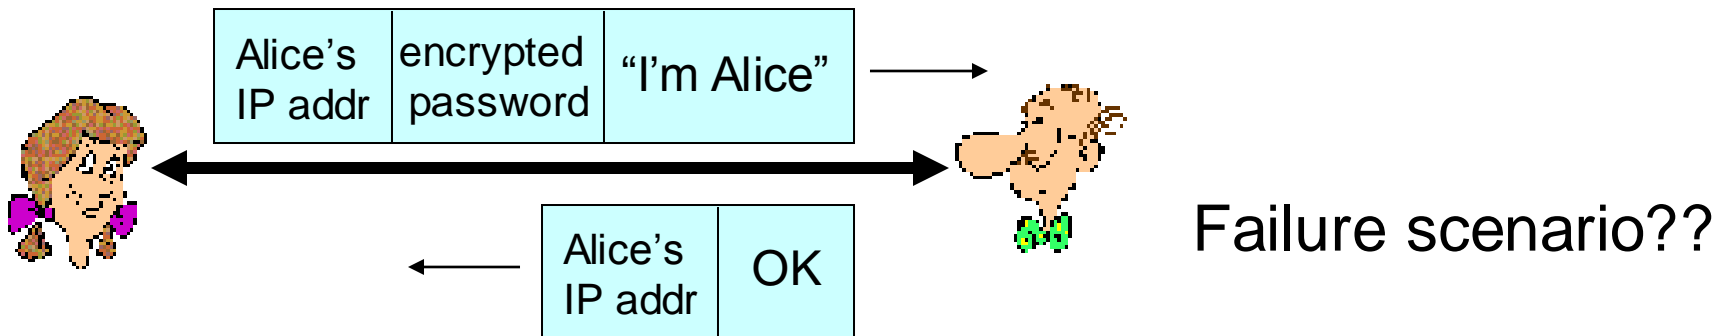 Alice’s
IP addr
encrypted
password
“I’m Alice”
Alice’s
IP addr
OK
Failure scenario??